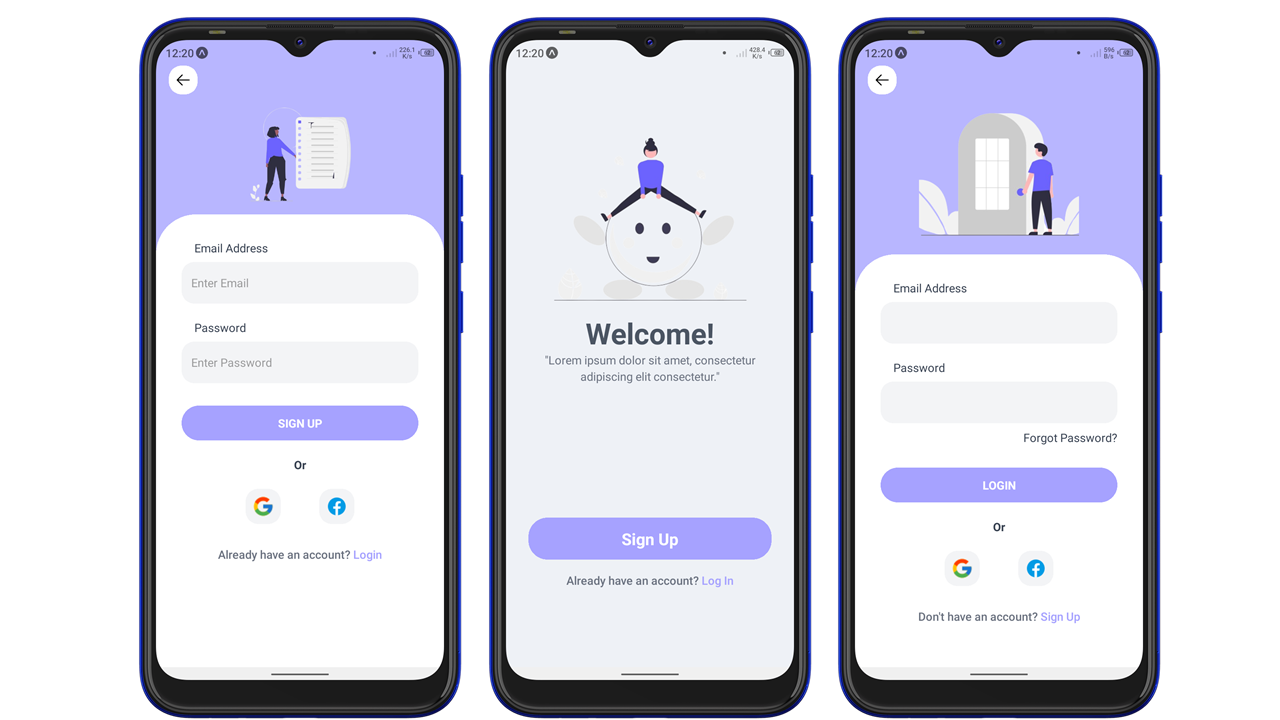 12:20
226.1
K/s
Email Address
Enter Email
Password
Enter Password
SIGN UP
Or
Already have an account? Login
12:20
428.4
K/s
Welcome!
"Lorem ipsum dolor sit amet, consectetur
adipiscing elit consectetur."
Sign Up
Already have an account? Log In
12:20
596
B/s
Email Address
Password
Forgot Password?
LOGIN
Or
Don't have an account? Sign Up